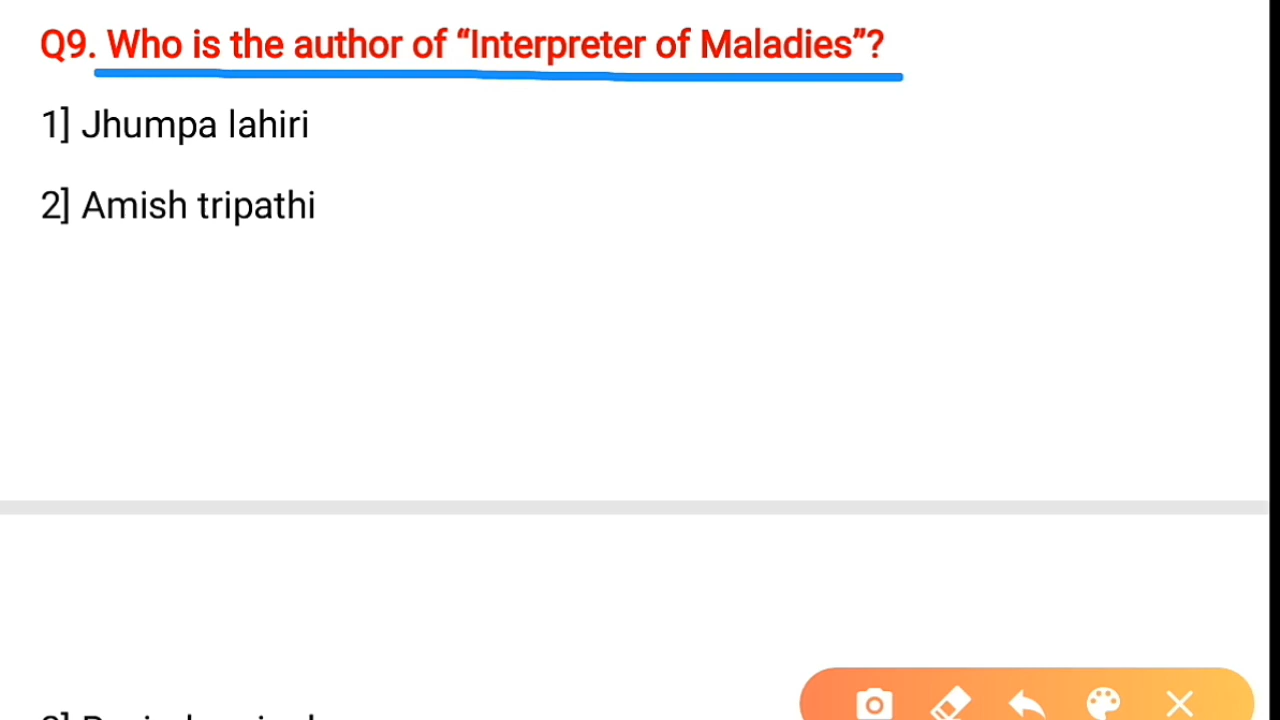 Q9. Who is the author of “Interpreter of Maladies”?
1] Jhumpa lahiri
2] Amish tripathi